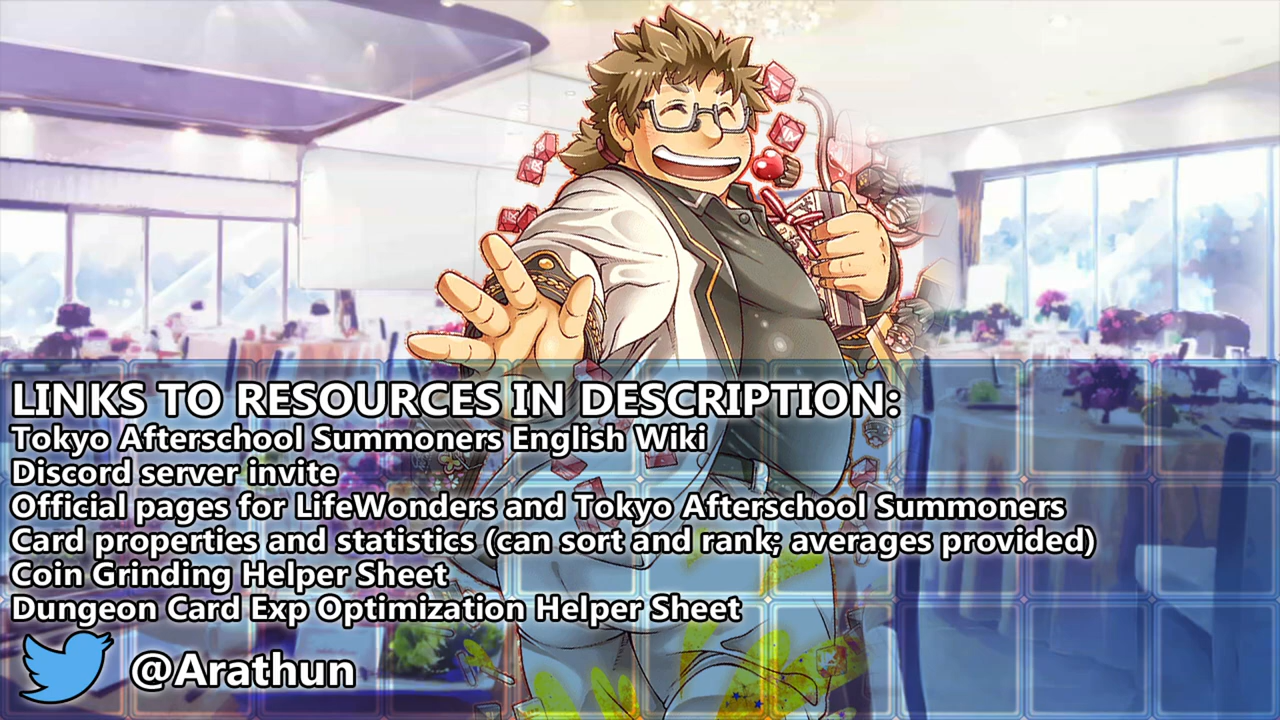 LINKS TO RESOURCES IN DESCRIPTION:
Tokyo Afterschool Summoners English Wiki
Discord server invite
Official pages for LifeWonders and Tokyo Afterschool Summoners
Card properties and statistics (can sort and rank; averages provided)
Coin Grinding Helper Sheet
Dungeon Card Exp Optimization Helper Sheet
@Arathun